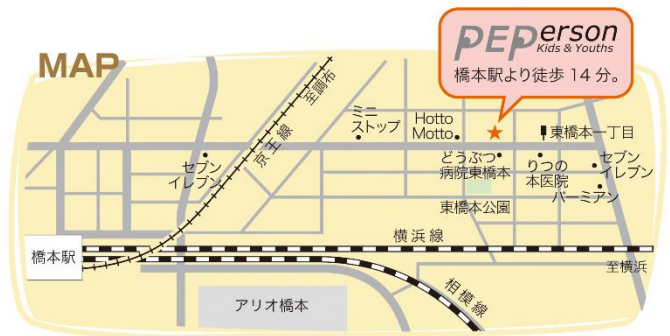 MAP
PEPerson
Kids & Youths
橋本駅より徒歩 14 分。
至調布
京王線
ミニ
ストップ
Hotto
Motto
東橋本一丁目
セブン
イレブン
どうぶつ
病院東橋本
りつの
本医院
セブン
イレブン
バーミアン
東橋本公園
横浜線
橋本駅
至横浜
相模線
アリオ橋本